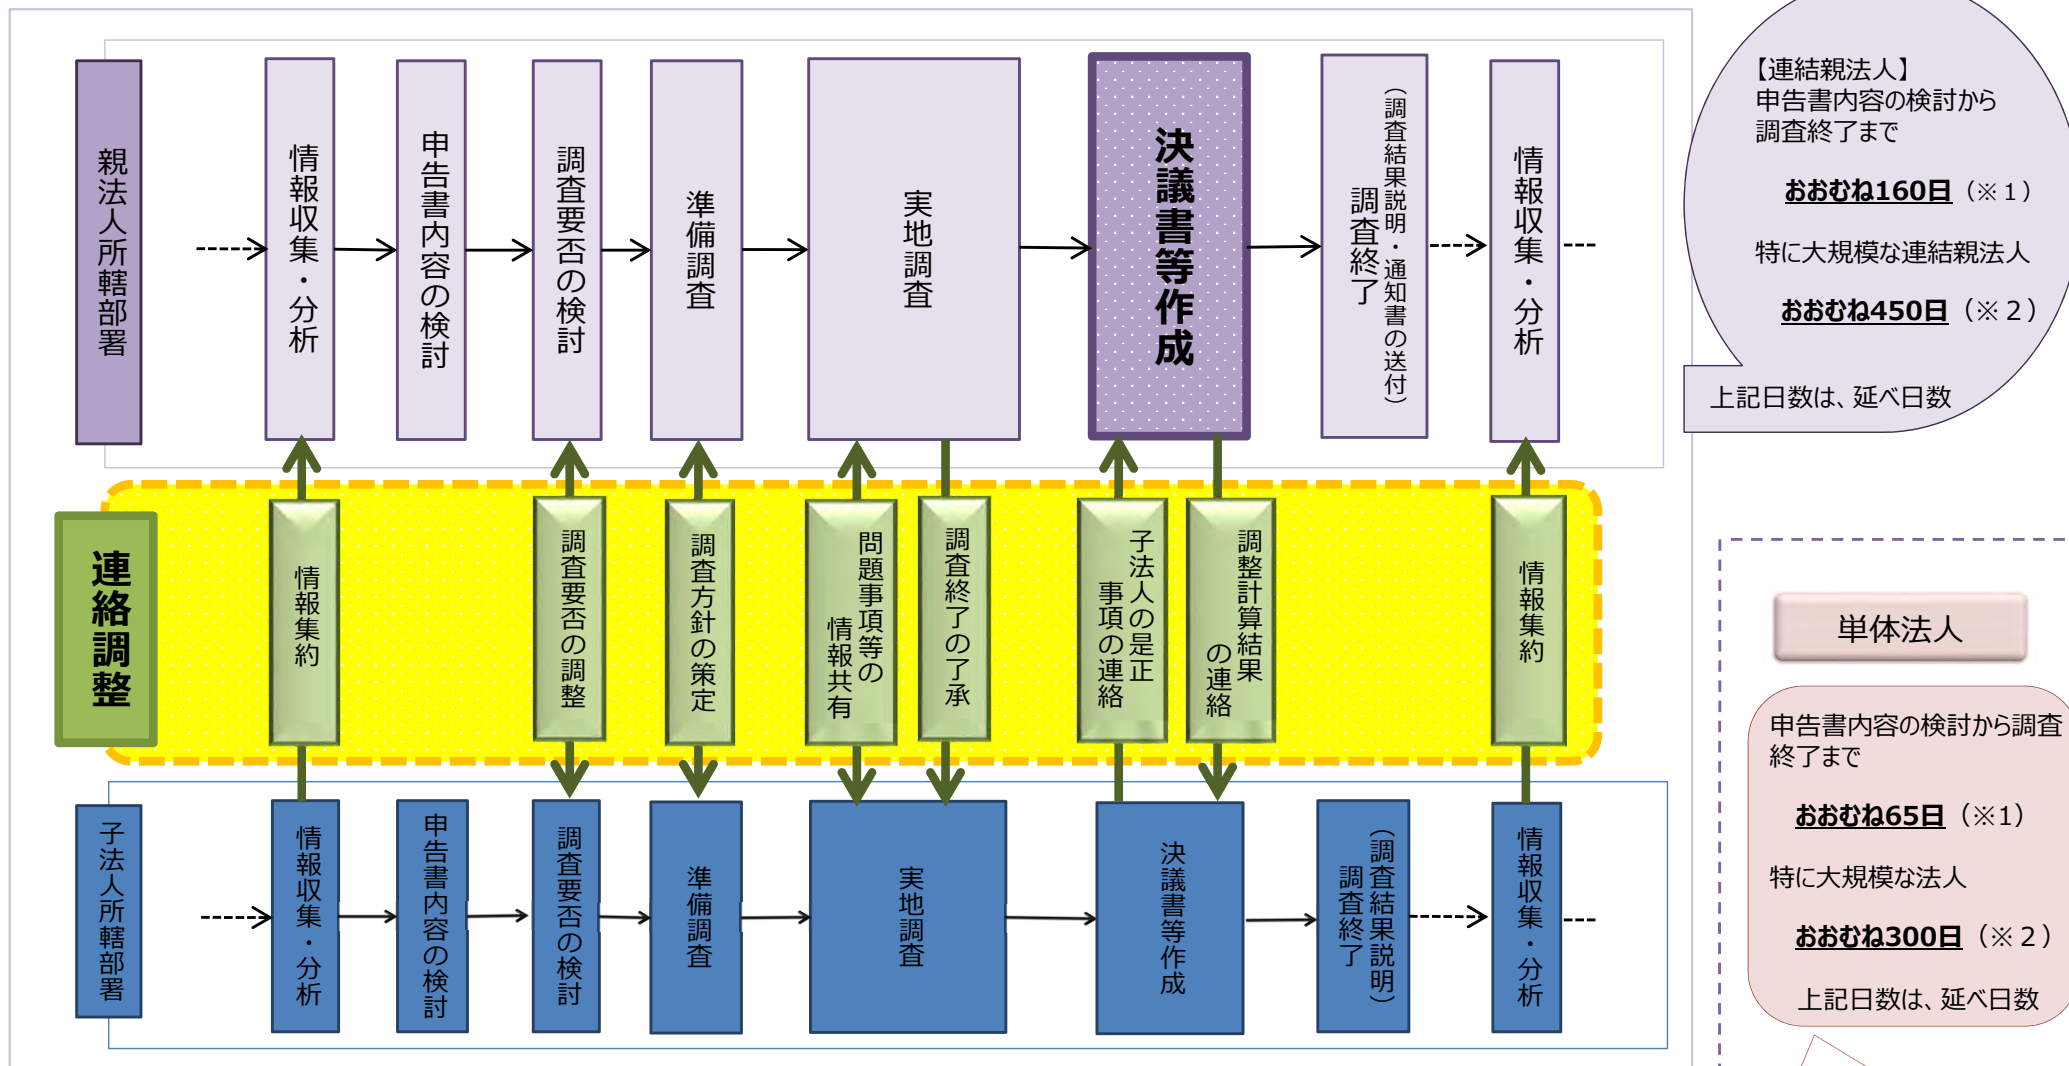 親法人所轄部署
情報収集・分析
申告書内容の検討
調査要否の検討
準備調査
実地調査
決議書等作成
調査終了
(調査結果説明・通知書の送付)
情報収集・分析
連絡調整
情報集約
調査要否の調整
調査方針の策定
問題事項等の
情報共有
調査終了の了承
子法人の是正
事項の連絡
調整計算結果
の連絡
情報集約
子法人所轄部署
情報収集・分析
申告書内容の検討
調査要否の検討
準備調査
実地調査
決議書等作成
(調査結果説明)
調査終了
情報収集・分析
【連結親法人】
申告書内容の検討から
調査終了まで
おおむね160日(※1)
特に大規模な連結親法人
おおむね450日(※2)
上記日数は、延べ日数
単体法人
申告書内容の検討から調査
終了まで
おおむね65日(※1)
特に大規模な法人
おおむね300日(※2)
上記日数は、延べ日数